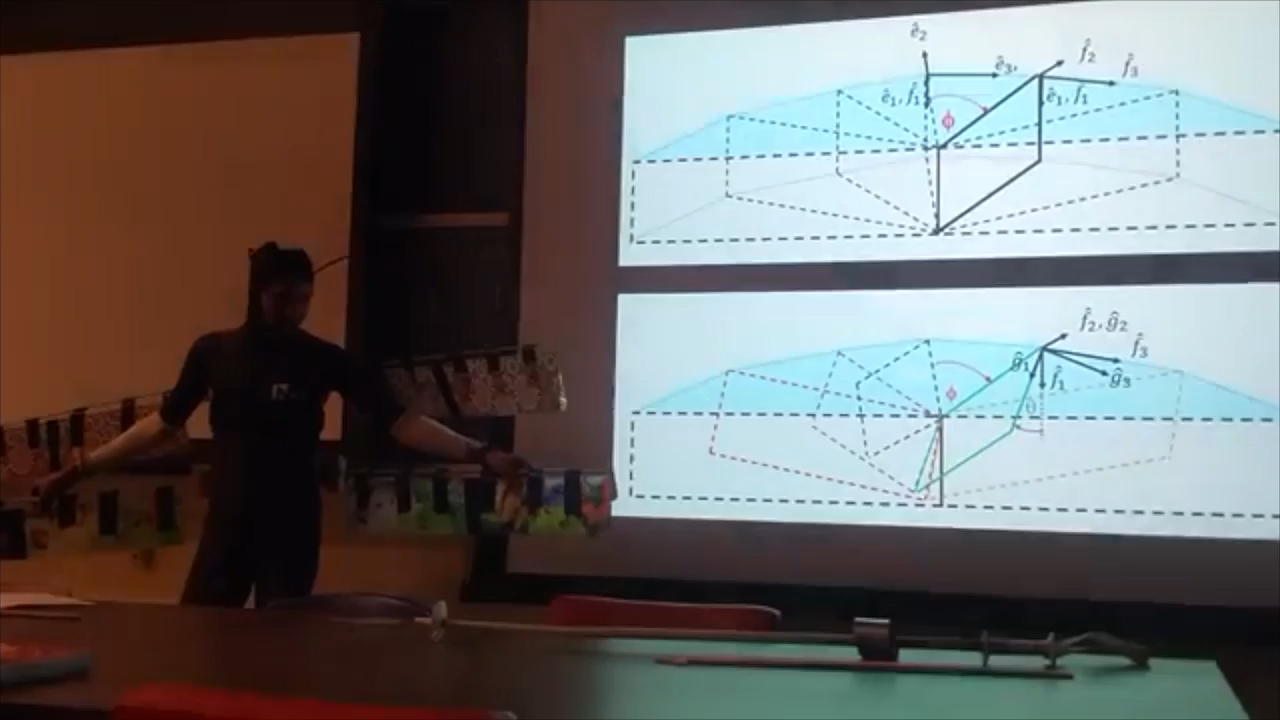 ê₂
ê₃,
f̂₂
f̂₃
ê₁, f̂₁
ê₁, f̂₁
ϕ
f̂₂, ĝ₂
f̂₃
ĝ₁
f̂₁
ĝ₃
ϕ
θ